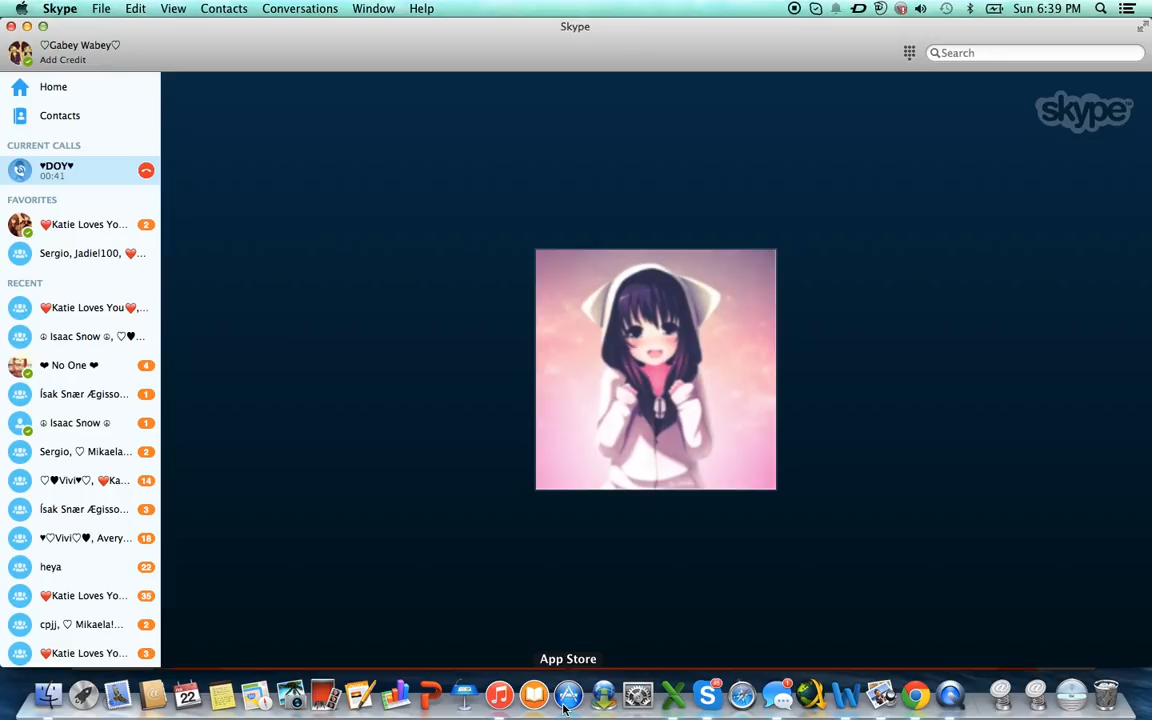 Skype File Edit View Contacts Conversations Window Help Sun 6:39 PM
Skype
♡Gabey Wabey♡
Add Credit
Search
Home
Contacts
skype™
CURRENT CALLS
♥DOY♥
00:41
FAVORITES
❤️Katie Loves Yo... 2
Sergio, Jadiel100, ❤️...
RECENT
❤️Katie Loves You❤️,...
☮ Isaac Snow ☮, ♡♥...
❤ No One ❤ 4
Ísak Snær Ægisso... 1
☮ Isaac Snow ☮ 1
Sergio, ♡ Mikaela... 2
♡♥Vivi♥♡, ❤️Ka... 14
Ísak Snær Ægisso... 3
♥♡Vivi♡♥, Avery... 18
heya 22
❤️Katie Loves Yo... 35
cpjj, ♡ Mikaela!... 2
❤️Katie Loves Yo... 3
App Store
22
1